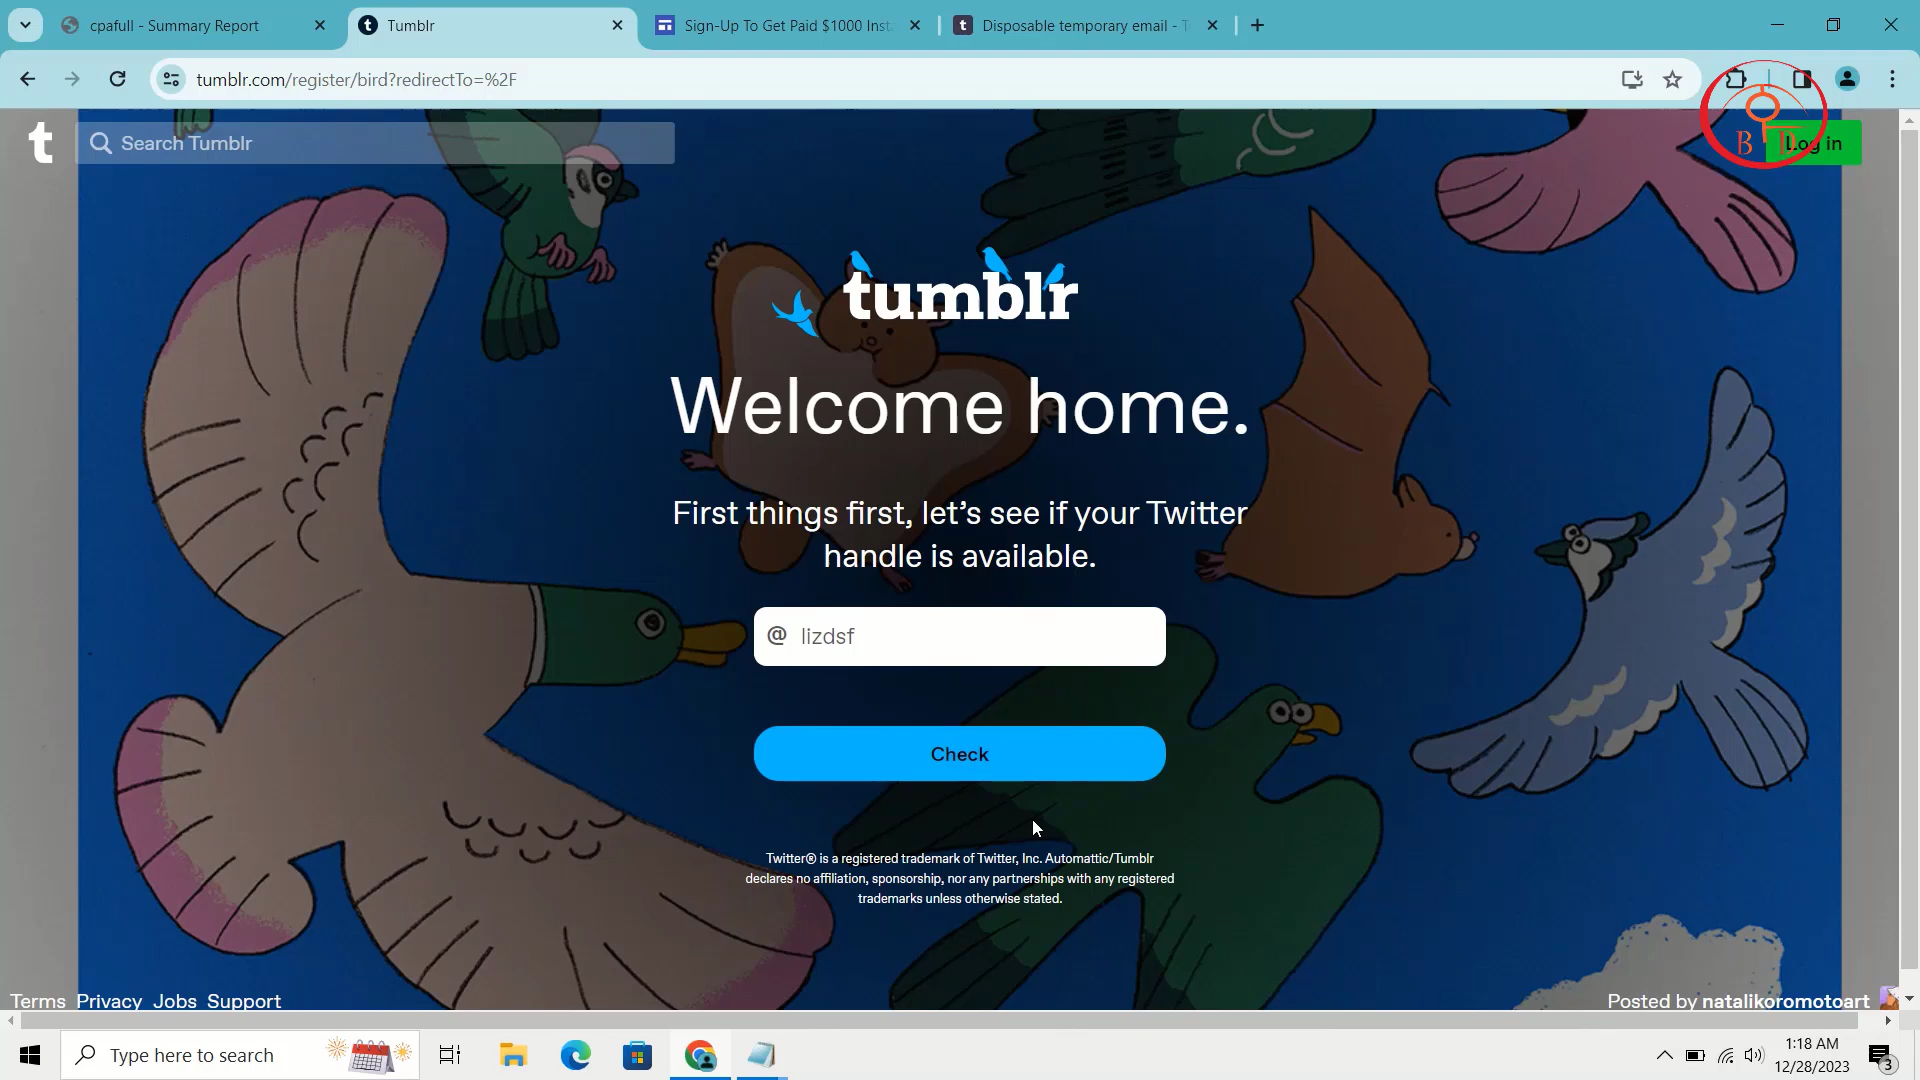 cpafull - Summary Report
Tumblr
Sign-Up To Get Paid $1000 Inst
Disposable temporary email - T
tumblr.com/register/bird?redirectTo=%2F
t
Search Tumblr
B
Log in
tumblr
Welcome home.
First things first, let's see if your Twitter
handle is available.
@ lizdsf
Check
Twitter® is a registered trademark of Twitter, Inc. Automattic/Tumblr
declares no affiliation, sponsorship, nor any partnerships with any registered
trademarks unless otherwise stated.
Terms Privacy Jobs Support
Posted by natalikoromotoart
Type here to search
1:18 AM
12/28/2023
3